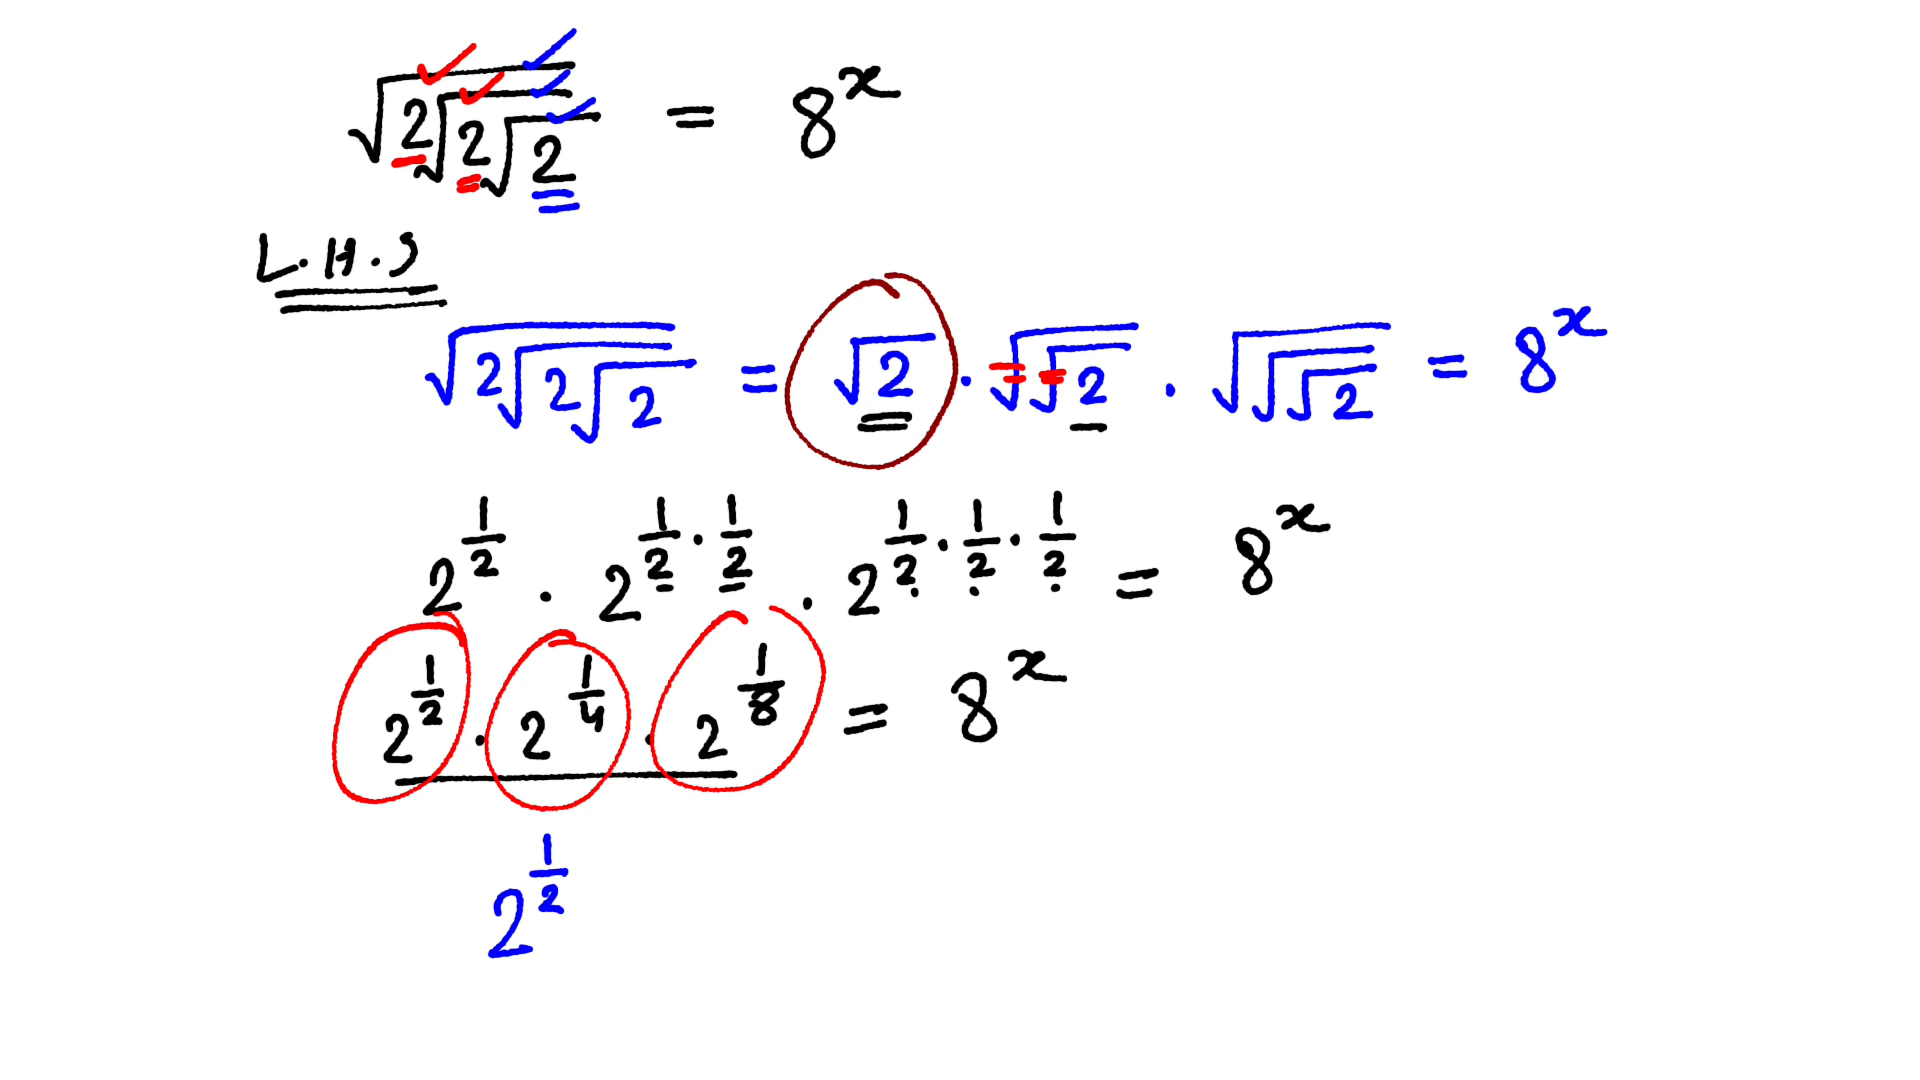 √(2√(2√2)) = 8^x
L.H.S
√(2√(2√2)) = √2 . √(√2) . √(√(√2)) = 8^x
2^(1/2) . 2^(1/2 . 1/2) . 2^(1/2 . 1/2 . 1/2) = 8^x
2^(1/2) . 2^(1/4) . 2^(1/8) = 8^x
2^(1/2)